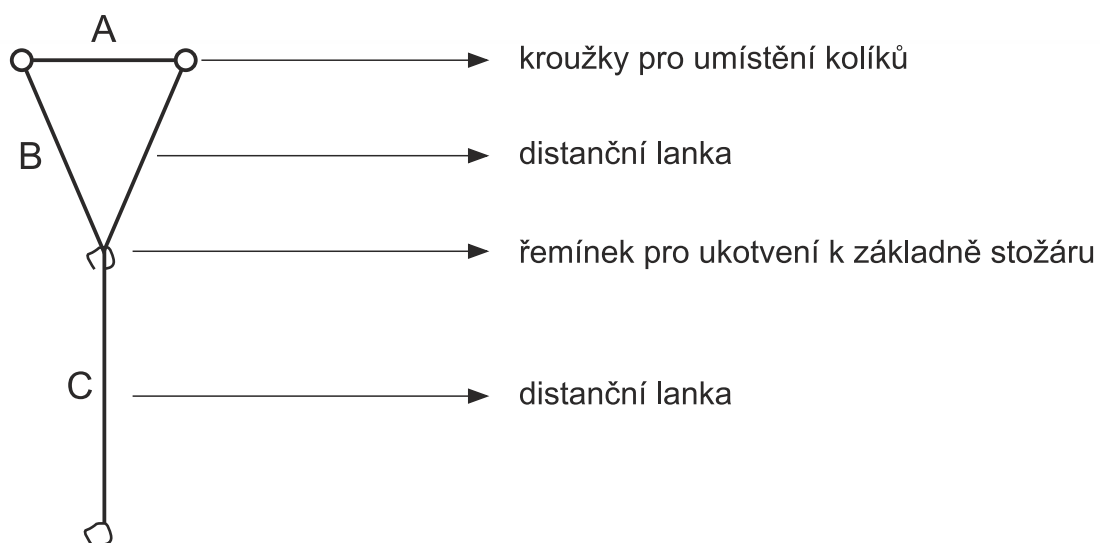 A
kroužky pro umístění kolíků
B
distanční lanka
řemínek pro ukotvení k základně stožáru
C
distanční lanka